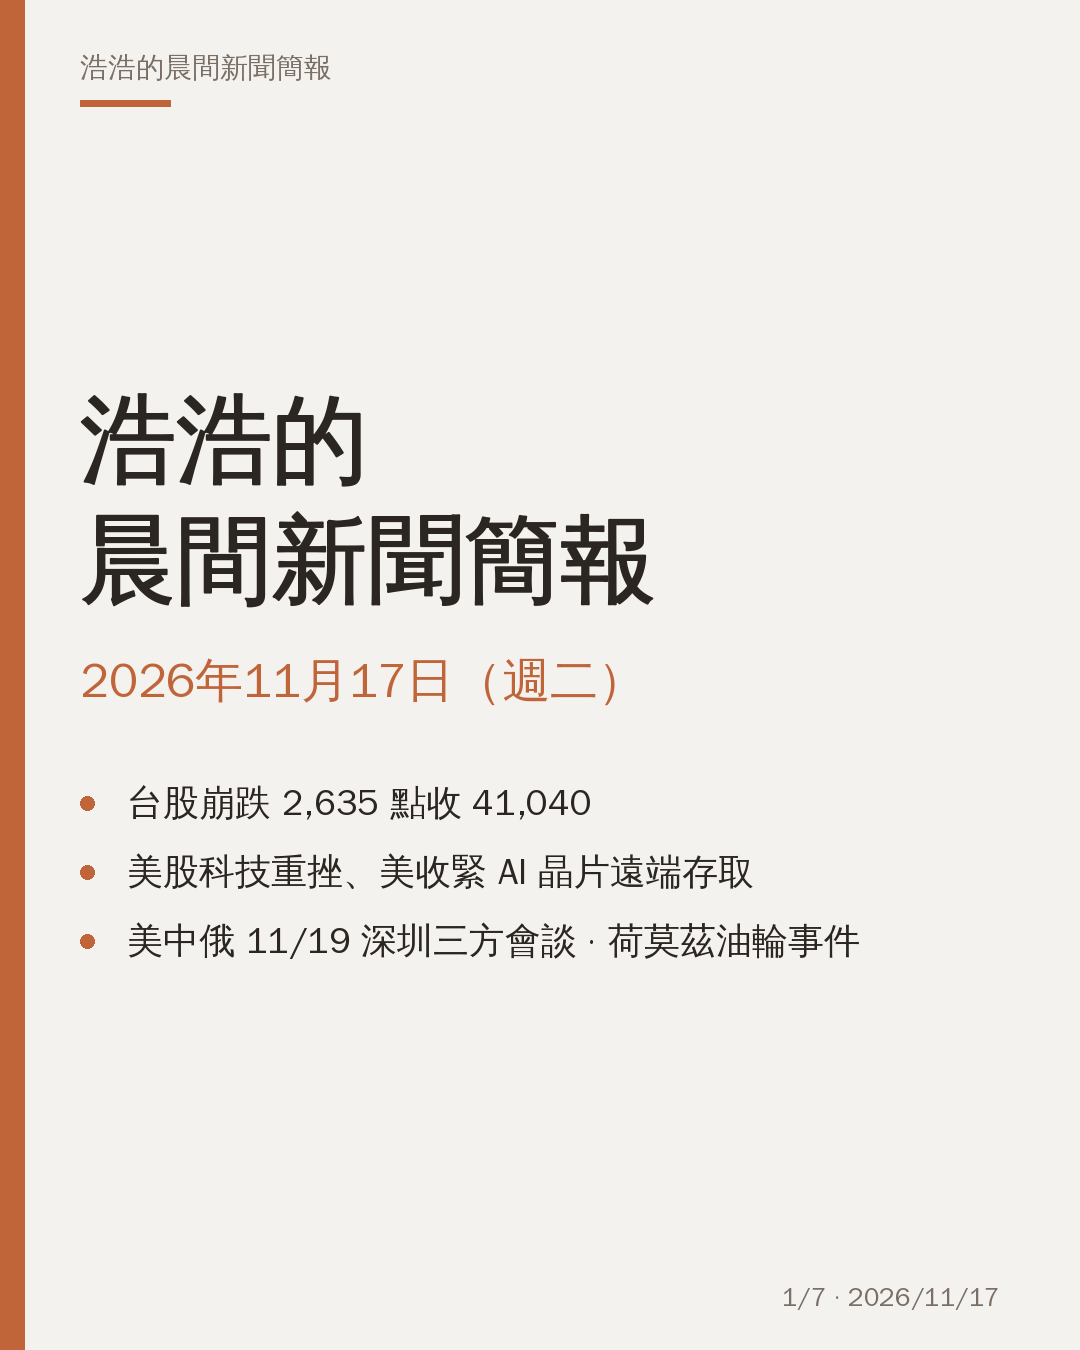 浩浩的晨間新聞簡報
浩浩的
晨間新聞簡報
2026年11月17日（週二）
台股崩跌 2,635 點收 41,040
美股科技重挫、美收緊 AI 晶片遠端存取
美中俄 11/19 深圳三方會談 · 荷莫茲油輪事件
1/7 · 2026/11/17